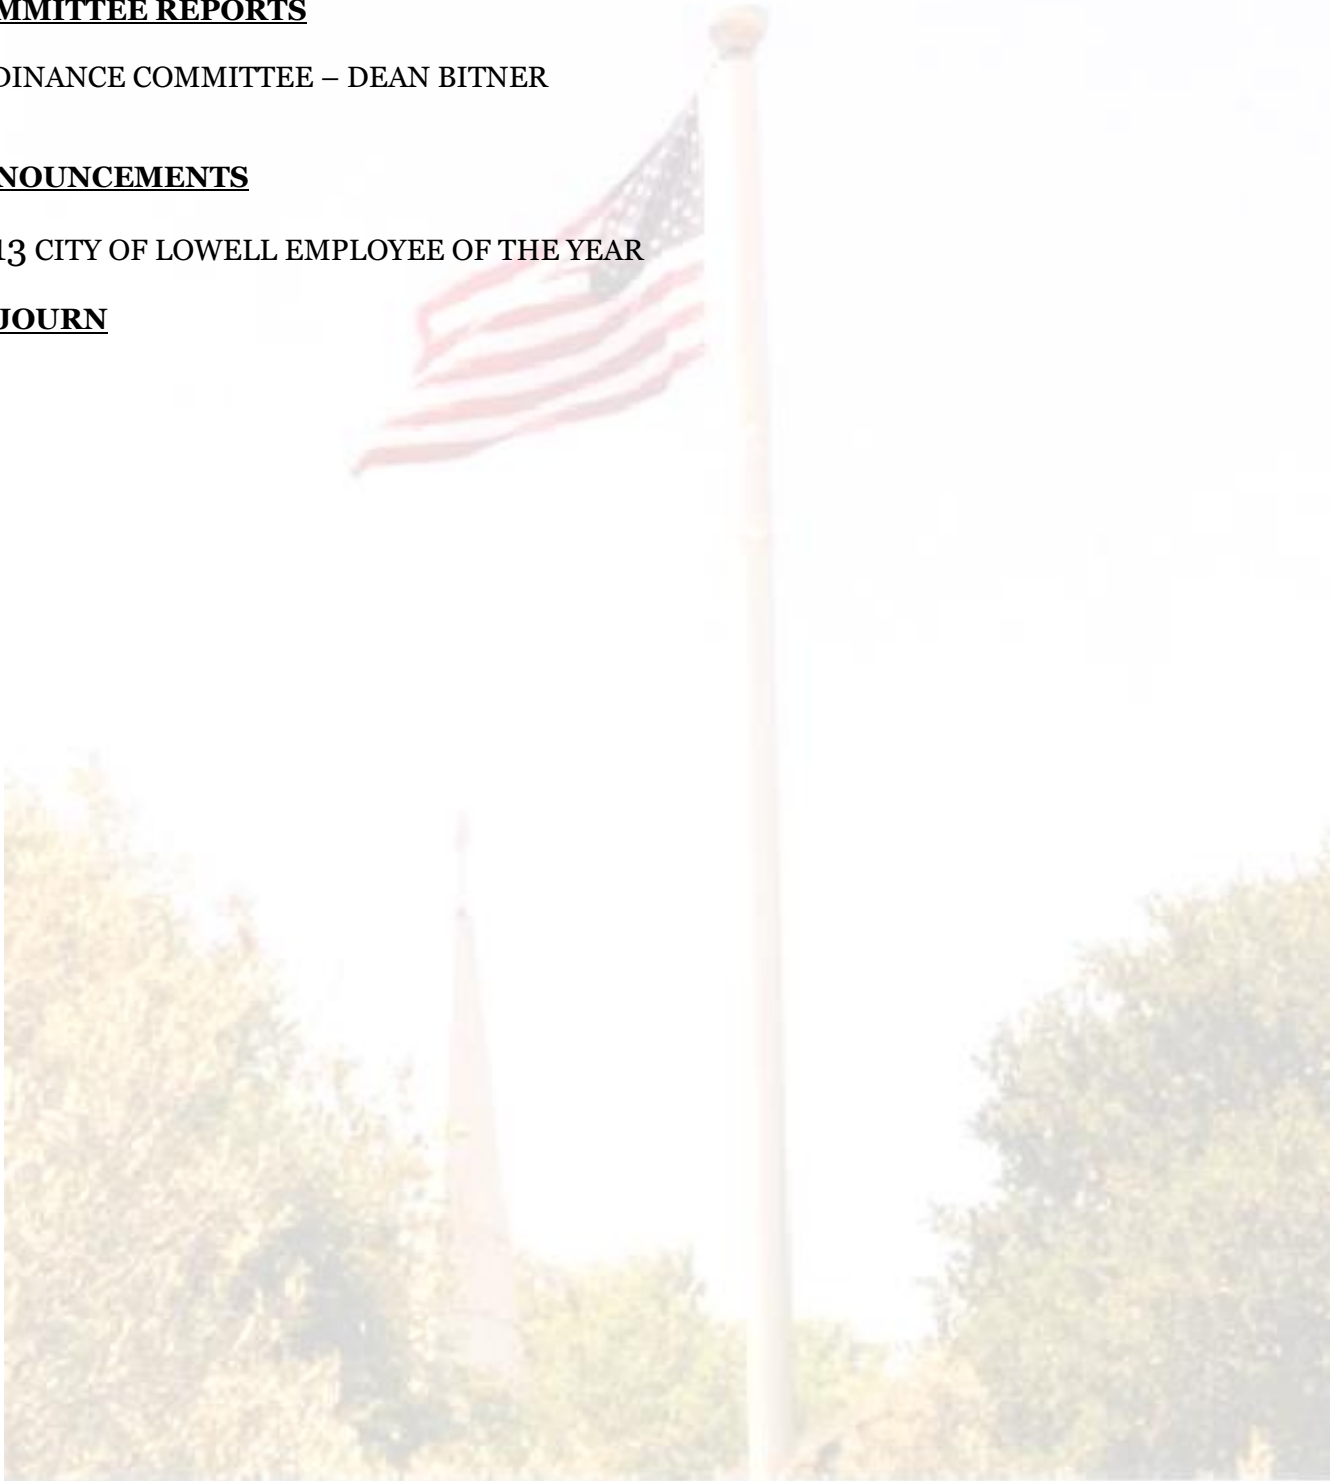 MMITTEE REPORTS
DINANCE COMMITTEE – DEAN BITNER
NOUNCEMENTS
13 CITY OF LOWELL EMPLOYEE OF THE YEAR
JOURN